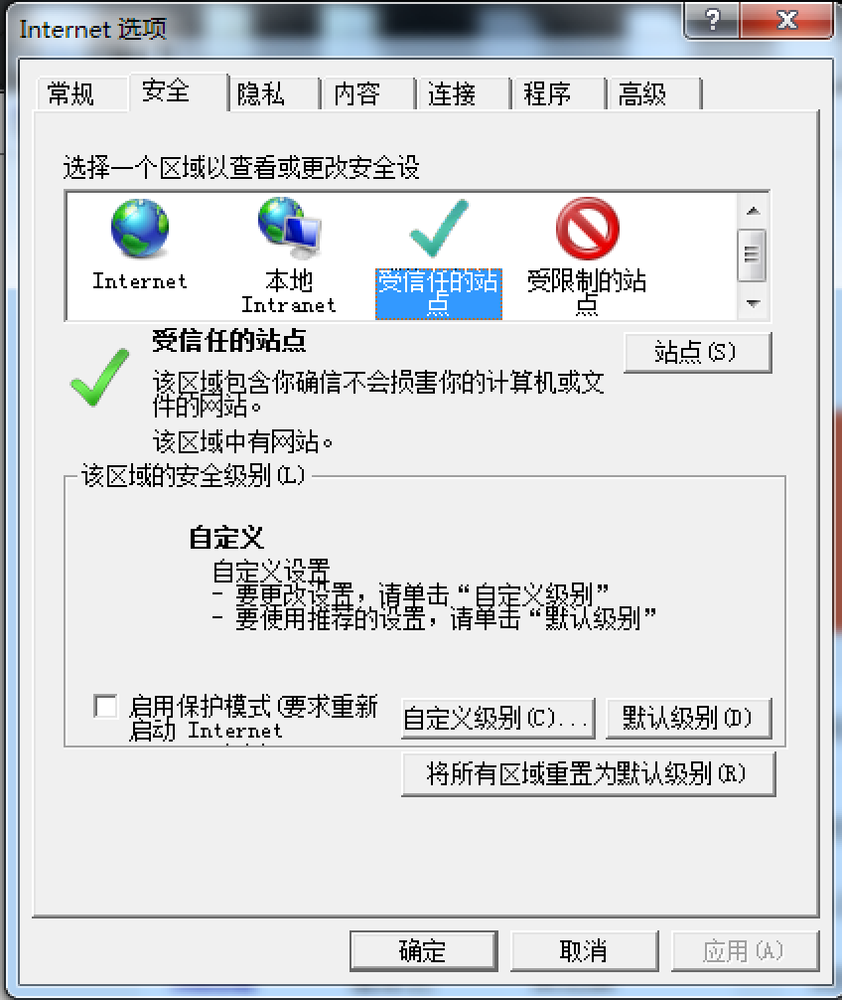 Internet 选项
?
常规 安全 隐私 内容 连接 程序 高级
选择一个区域以查看或更改安全设
Internet
本地
Intranet
受信任的站
点
受限制的站
点
受信任的站点
站点(S)
该区域包含你确信不会损害你的计算机或文
件的网站。
该区域中有网站。
该区域的安全级别(L)
自定义
自定义设置
- 要更改设置，请单击“自定义级别”
- 要使用推荐的设置，请单击“默认级别”
启用保护模式(要求重新
启动 Internet
自定义级别(C)...
默认级别(D)
将所有区域重置为默认级别(R)
确定
取消
应用(A)